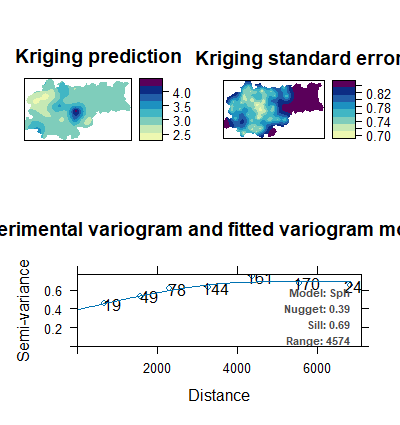 Kriging prediction
Kriging standard error
4.0
3.5
3.0
2.5
0.82
0.78
0.74
0.70
erimental variogram and fitted variogram mo
Semi-variance
0.6
0.4
0.2
19
49
78
144
161
170
24
Model: Sph
Nugget: 0.39
Sill: 0.69
Range: 4574
2000
4000
6000
Distance